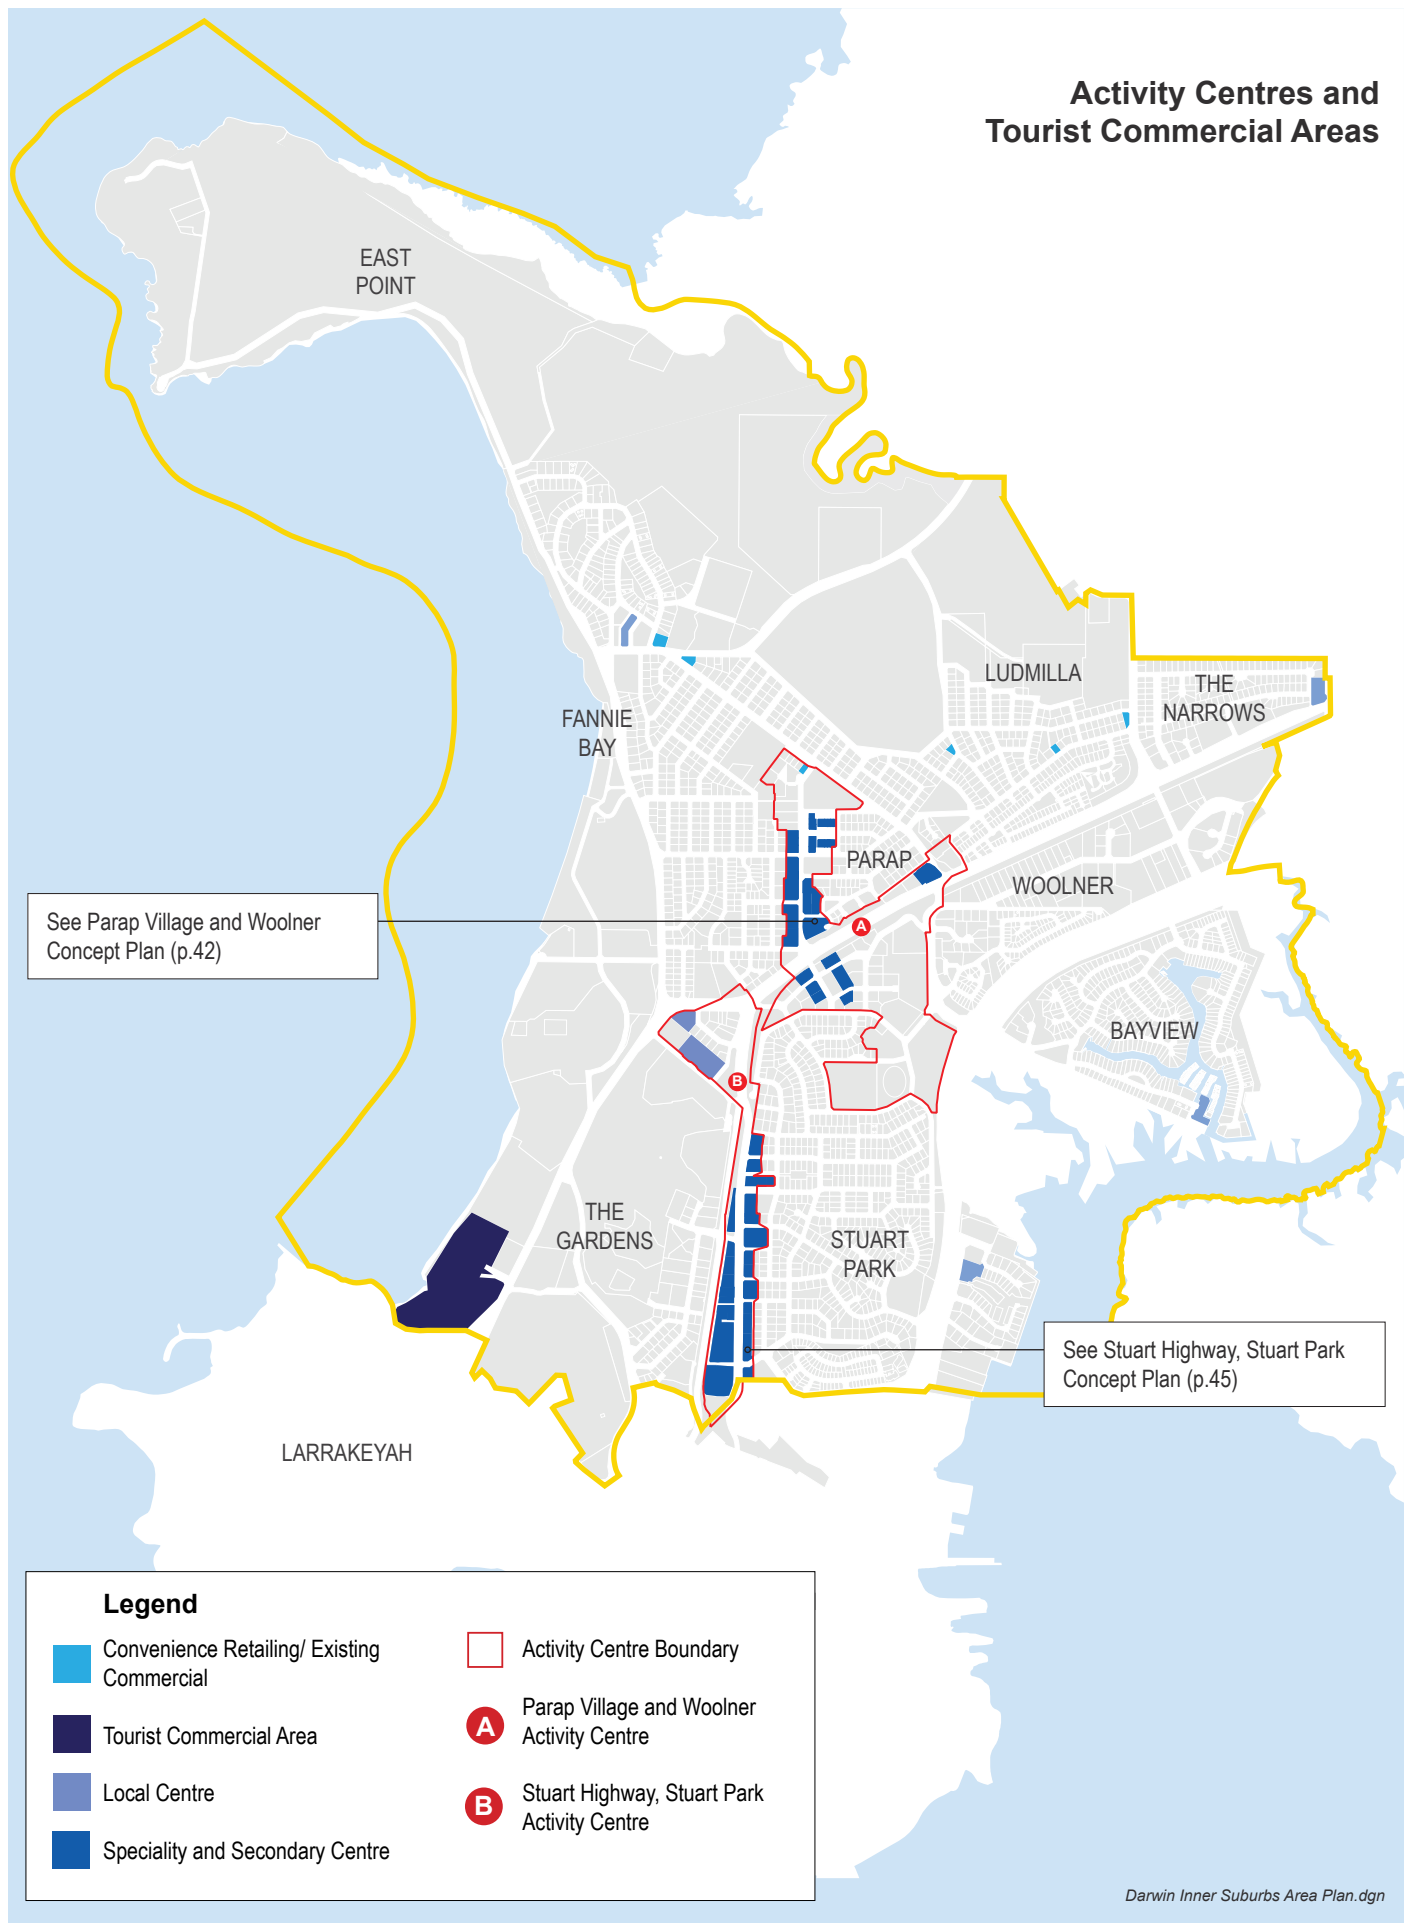 Activity Centres and
Tourist Commercial Areas
EAST
POINT
LUDMILLA
THE
NARROWS
FANNIE
BAY
PARAP
WOOLNER
See Parap Village and Woolner
Concept Plan (p.42)
A
BAYVIEW
B
THE
GARDENS
STUART
PARK
See Stuart Highway, Stuart Park
Concept Plan (p.45)
LARRAKEYAH
Legend
Convenience Retailing/ Existing
Commercial
Tourist Commercial Area
Local Centre
Speciality and Secondary Centre
Activity Centre Boundary
A
Parap Village and Woolner
Activity Centre
B
Stuart Highway, Stuart Park
Activity Centre
Darwin Inner Suburbs Area Plan.dgn